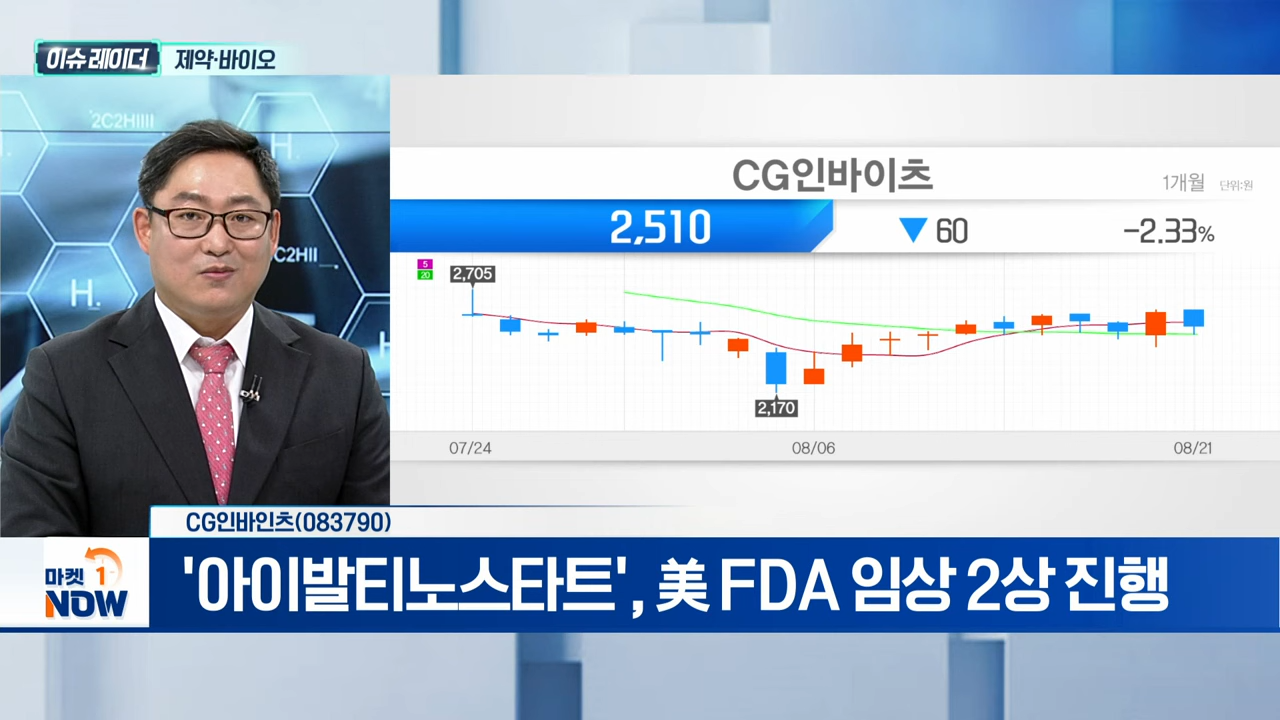 이슈 레이더 제약·바이오
2C2HIIII
H.
C2HII
H.
CG인바이츠
1개월 단위:원
2,510 ▼ 60 -2.33%
5
20
2,705
2,170
07/24 08/06 08/21
CG인바인츠(083790)
마켓 1
NOW
'아이발티노스타트', 美 FDA 임상 2상 진행